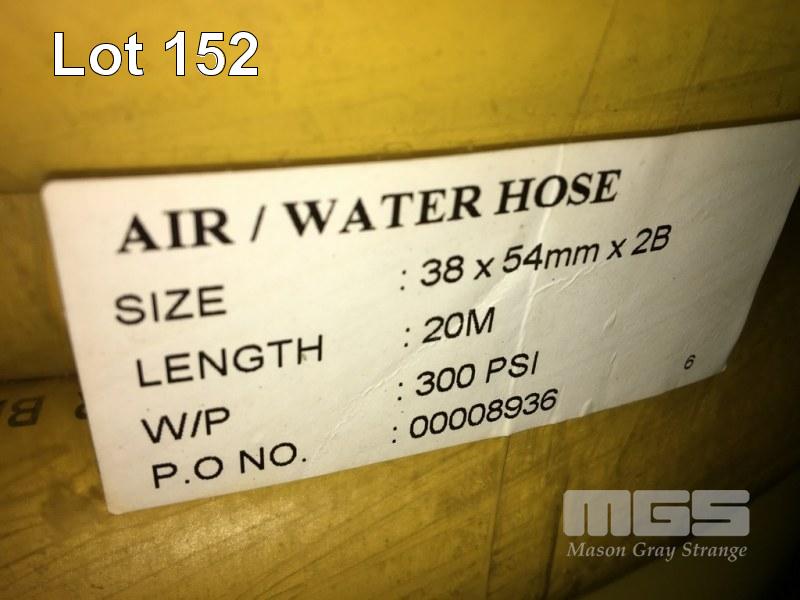 Lot 152
AIR / WATER HOSE
SIZE : 38 x 54mm x 2B
LENGTH : 20M
W/P : 300 PSI
P.O NO. : 00008936
6
MGS
Mason Gray Strange